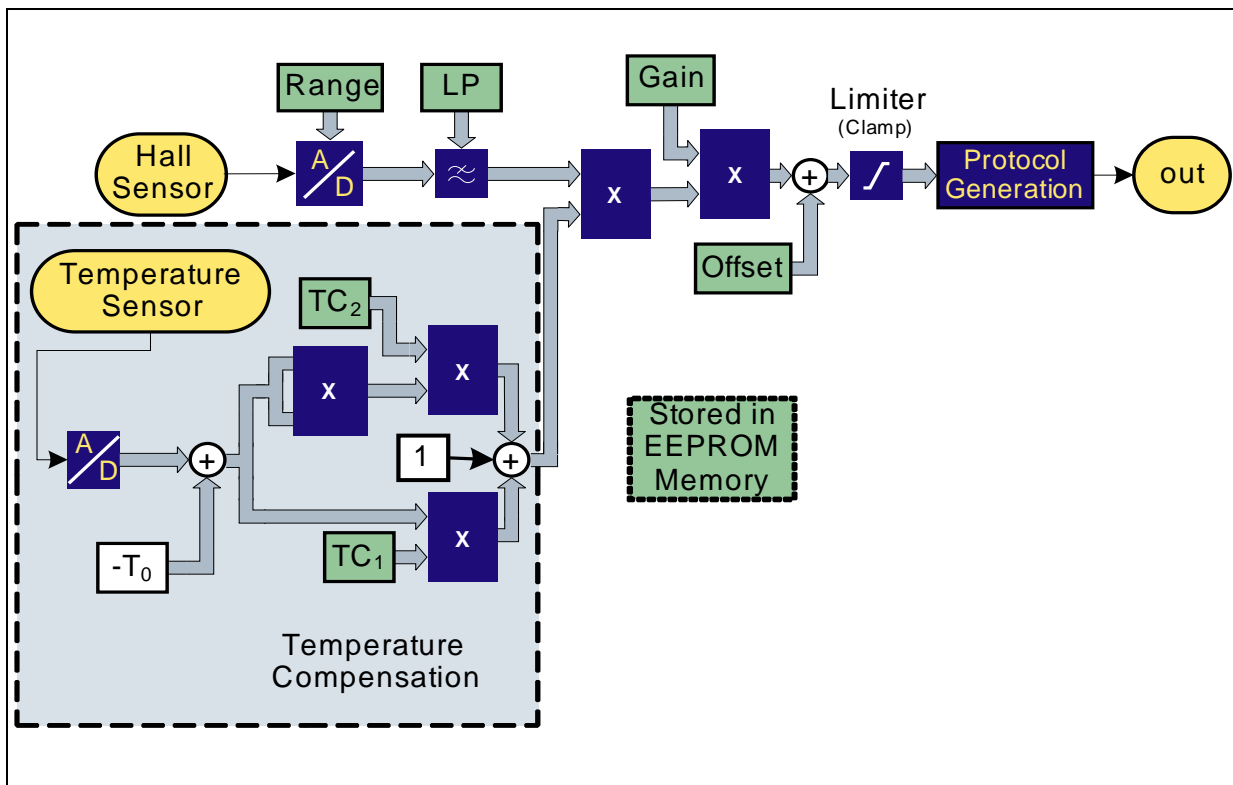 Range
LP
Gain
Limiter
(Clamp)
Hall
Sensor
A
D
X
X
Protocol
Generation
out
Offset
Temperature
Sensor
TC₂
X
X
Stored in
EEPROM
Memory
A
D
1
X
TC₁
-T₀
Temperature
Compensation